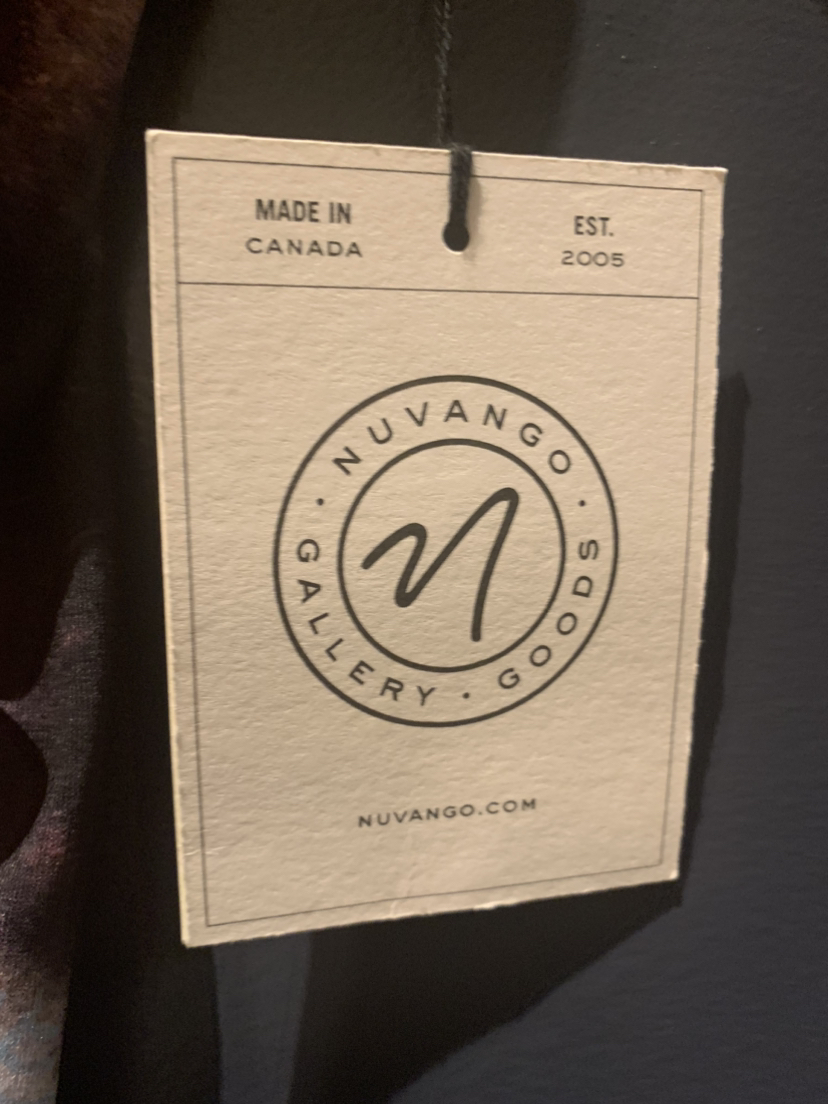 MADE IN
CANADA
EST.
2005
NUVANGO · GOODS · GALLERY ·
n
NUVANGO.COM